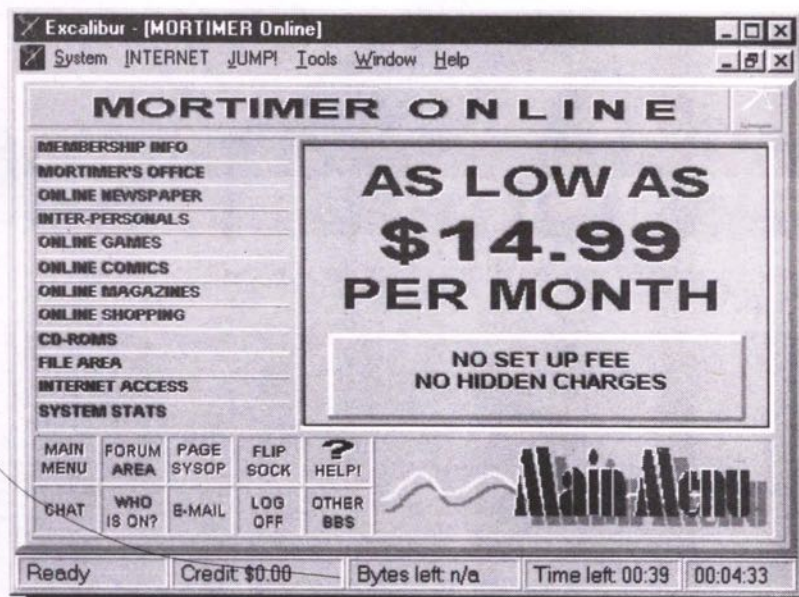 Excalibur - [MORTIMER Online]
System INTERNET JUMP! Tools Window Help
MORTIMER ONLINE
MEMBERSHIP INFO
MORTIMER'S OFFICE
ONLINE NEWSPAPER
INTER-PERSONALS
ONLINE GAMES
ONLINE COMICS
ONLINE MAGAZINES
ONLINE SHOPPING
CD-ROMS
FILE AREA
INTERNET ACCESS
SYSTEM STATS
AS LOW AS
$14.99
PER MONTH
NO SET UP FEE
NO HIDDEN CHARGES
MAIN MENU
FORUM AREA
PAGE SYSOP
FLIP SOCK
? HELP!
CHAT
WHO IS ON?
E-MAIL
LOG OFF
OTHER BBS
Main Menu
Ready Credit: $0.00 Bytes left: n/a Time left: 00:39 00:04:33